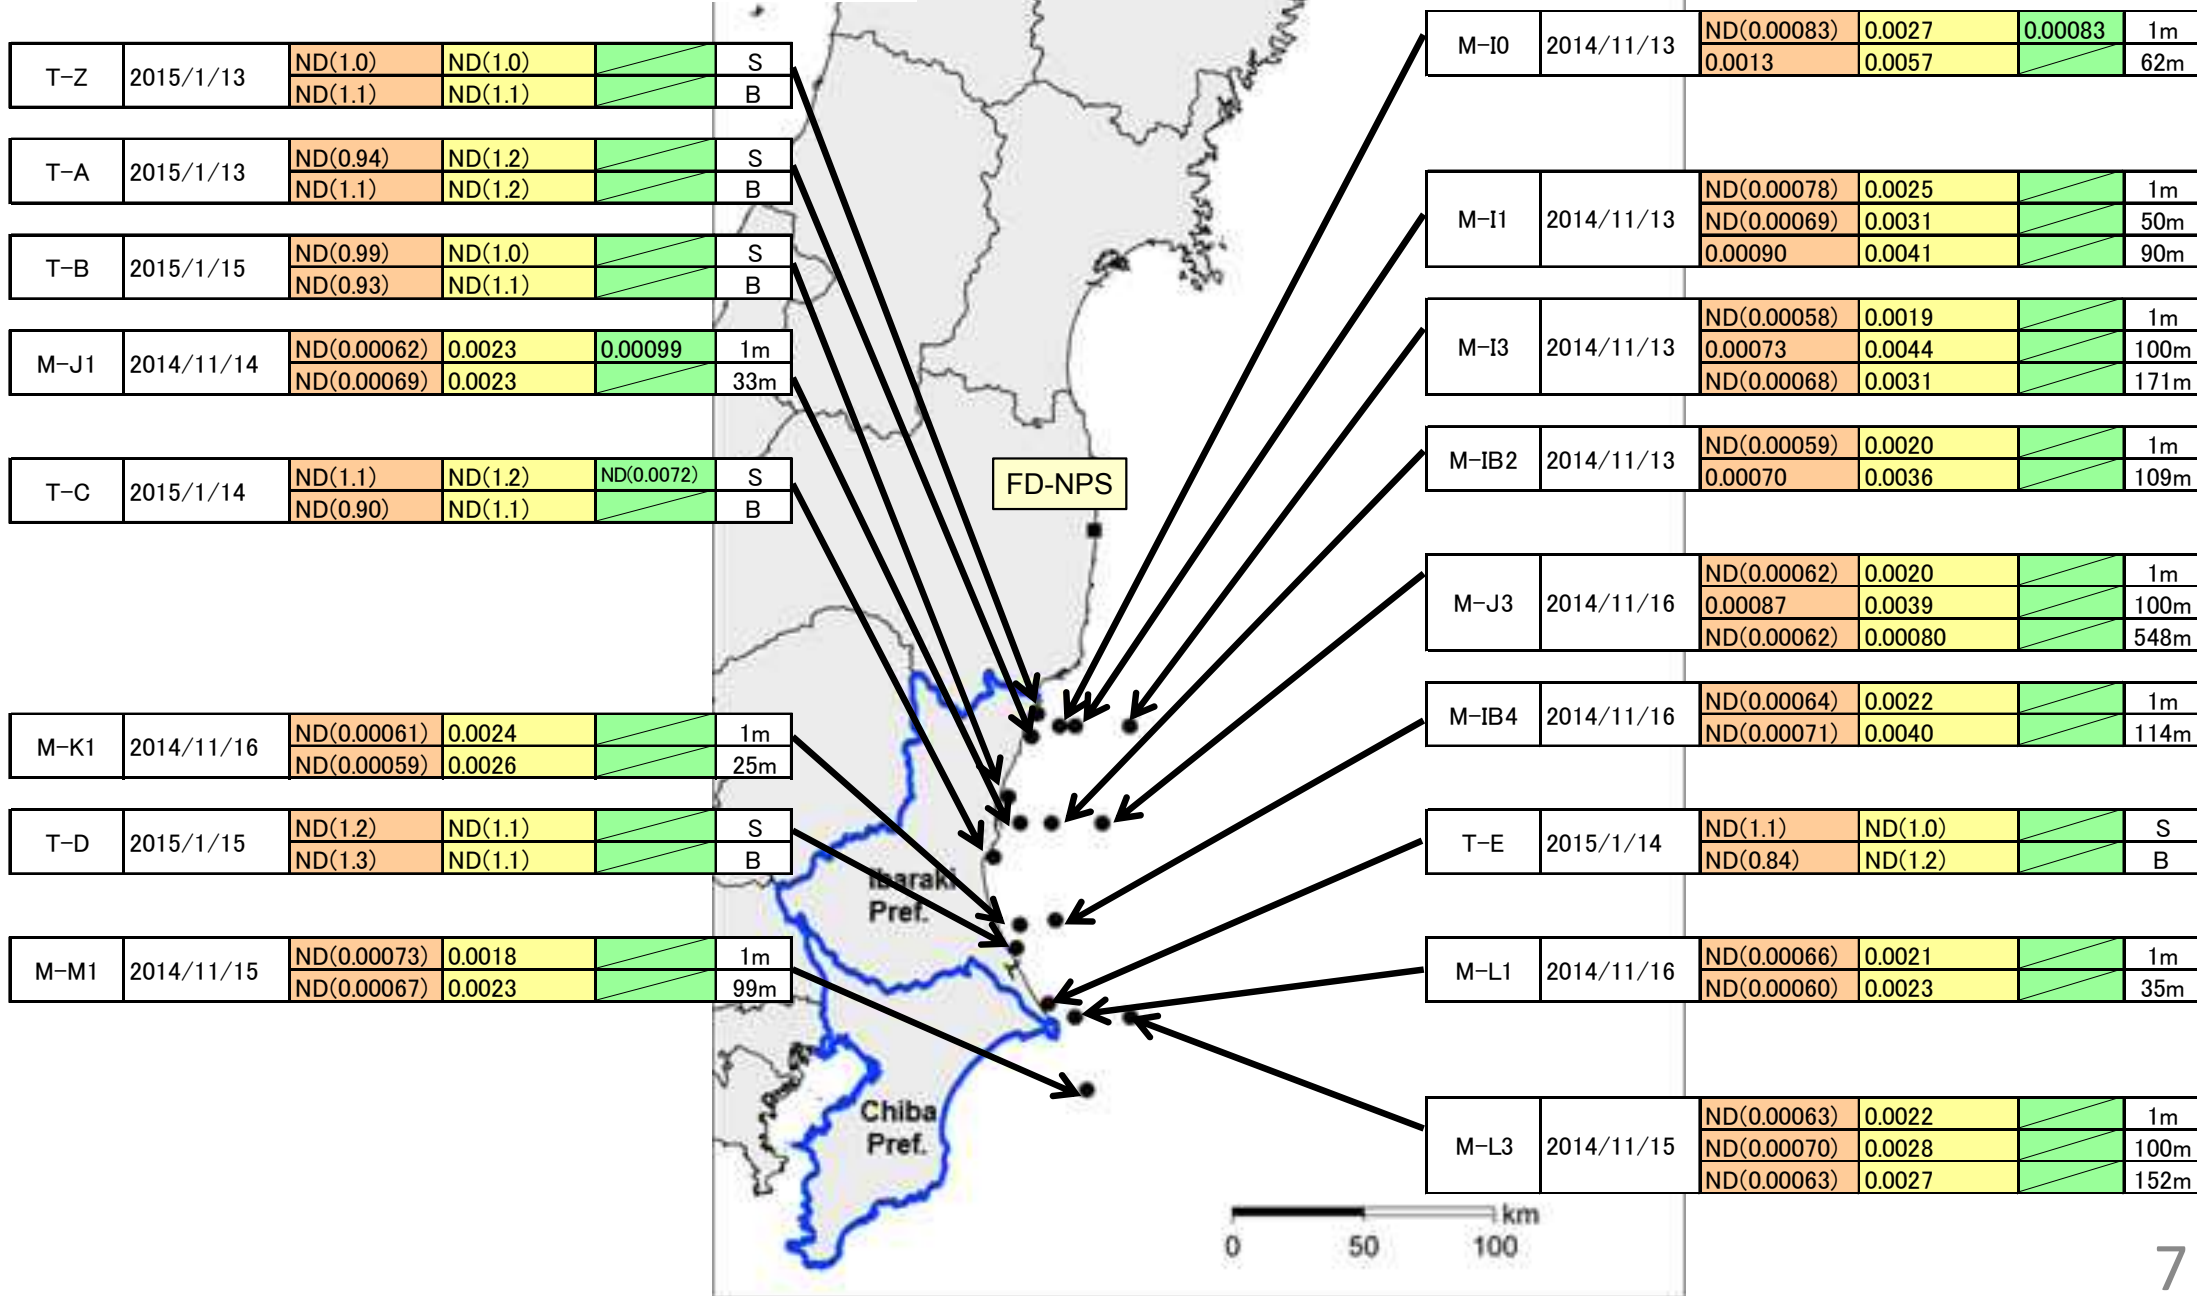 T-Z 2015/1/13 ND(1.0) ND(1.0) S
ND(1.1) ND(1.1) B
T-A 2015/1/13 ND(0.94) ND(1.2) S
ND(1.1) ND(1.2) B
T-B 2015/1/15 ND(0.99) ND(1.0) S
ND(0.93) ND(1.1) B
M-J1 2014/11/14 ND(0.00062) 0.0023 0.00099 1m
ND(0.00069) 0.0023 33m
T-C 2015/1/14 ND(1.1) ND(1.2) ND(0.0072) S
ND(0.90) ND(1.1) B
M-K1 2014/11/16 ND(0.00061) 0.0024 1m
ND(0.00059) 0.0026 25m
T-D 2015/1/15 ND(1.2) ND(1.1) S
ND(1.3) ND(1.1) B
M-M1 2014/11/15 ND(0.00073) 0.0018 1m
ND(0.00067) 0.0023 99m
FD-NPS
Ibaraki
Pref.
Chiba
Pref.
M-I0 2014/11/13 ND(0.00083) 0.0027 0.00083 1m
0.0013 0.0057 62m
M-I1 2014/11/13 ND(0.00078) 0.0025 1m
ND(0.00069) 0.0031 50m
0.00090 0.0041 90m
M-I3 2014/11/13 ND(0.00058) 0.0019 1m
0.00073 0.0044 100m
ND(0.00068) 0.0031 171m
M-IB2 2014/11/13 ND(0.00059) 0.0020 1m
0.00070 0.0036 109m
M-J3 2014/11/16 ND(0.00062) 0.0020 1m
0.00087 0.0039 100m
ND(0.00062) 0.00080 548m
M-IB4 2014/11/16 ND(0.00064) 0.0022 1m
ND(0.00071) 0.0040 114m
T-E 2015/1/14 ND(1.1) ND(1.0) S
ND(0.84) ND(1.2) B
M-L1 2014/11/16 ND(0.00066) 0.0021 1m
ND(0.00060) 0.0023 35m
M-L3 2014/11/15 ND(0.00063) 0.0022 1m
ND(0.00070) 0.0028 100m
ND(0.00063) 0.0027 152m
km
0 50 100
7